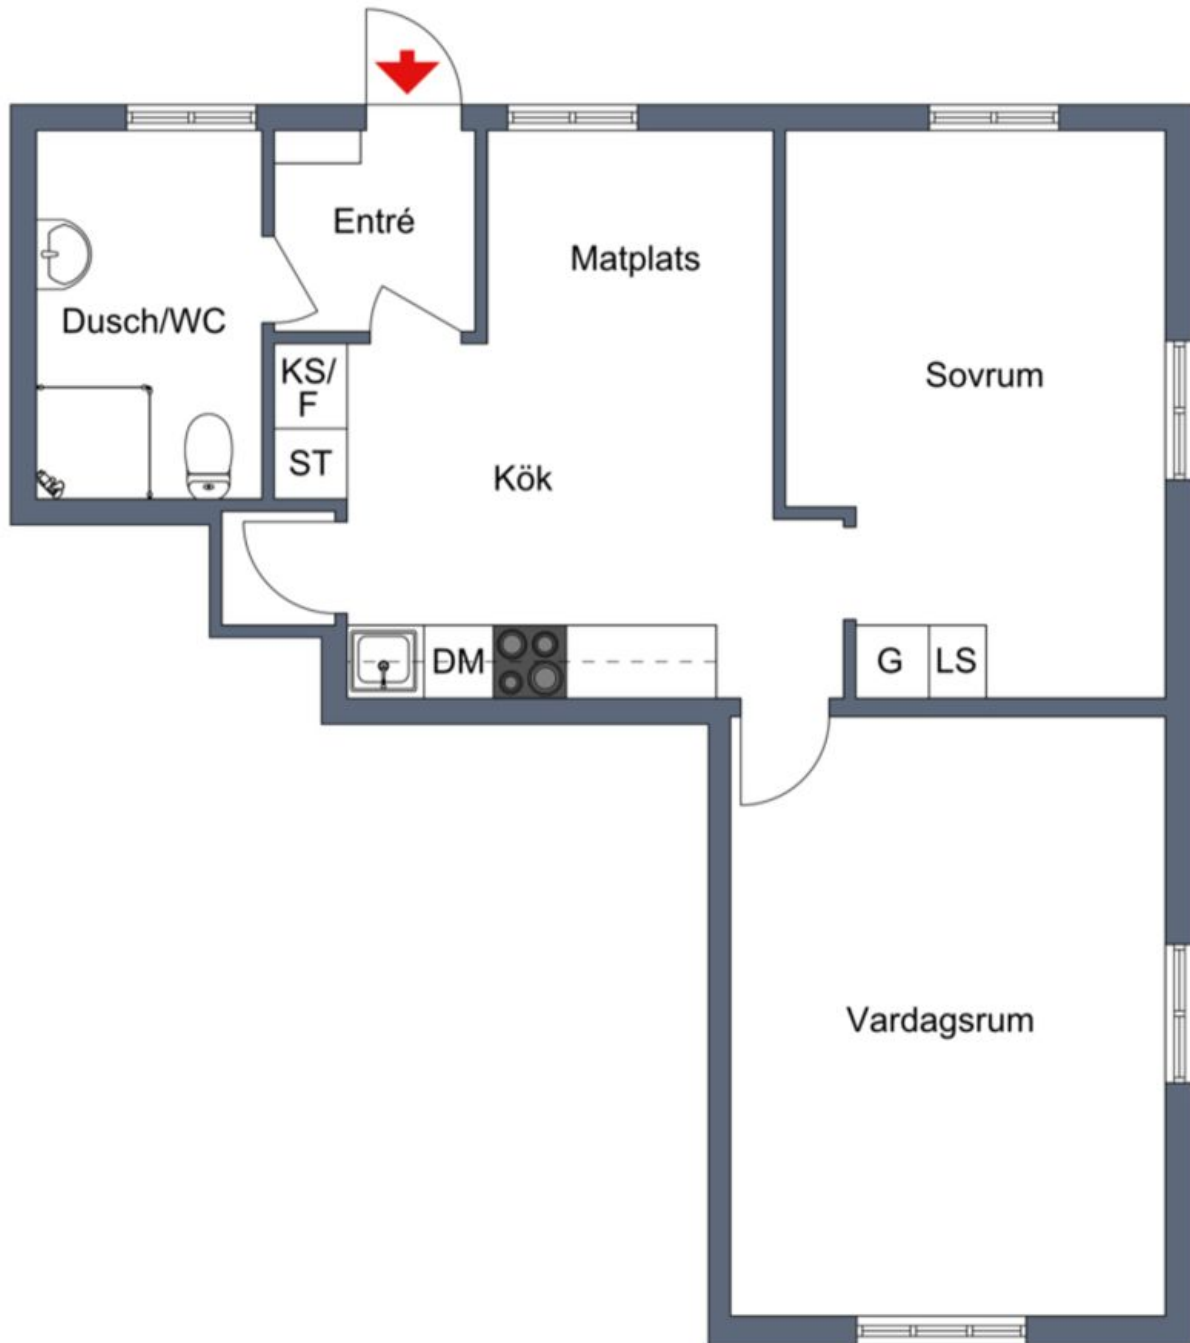 Entré
Matplats
Dusch/WC
KS/
F
Sovrum
ST
Kök
DM
G
LS
Vardagsrum